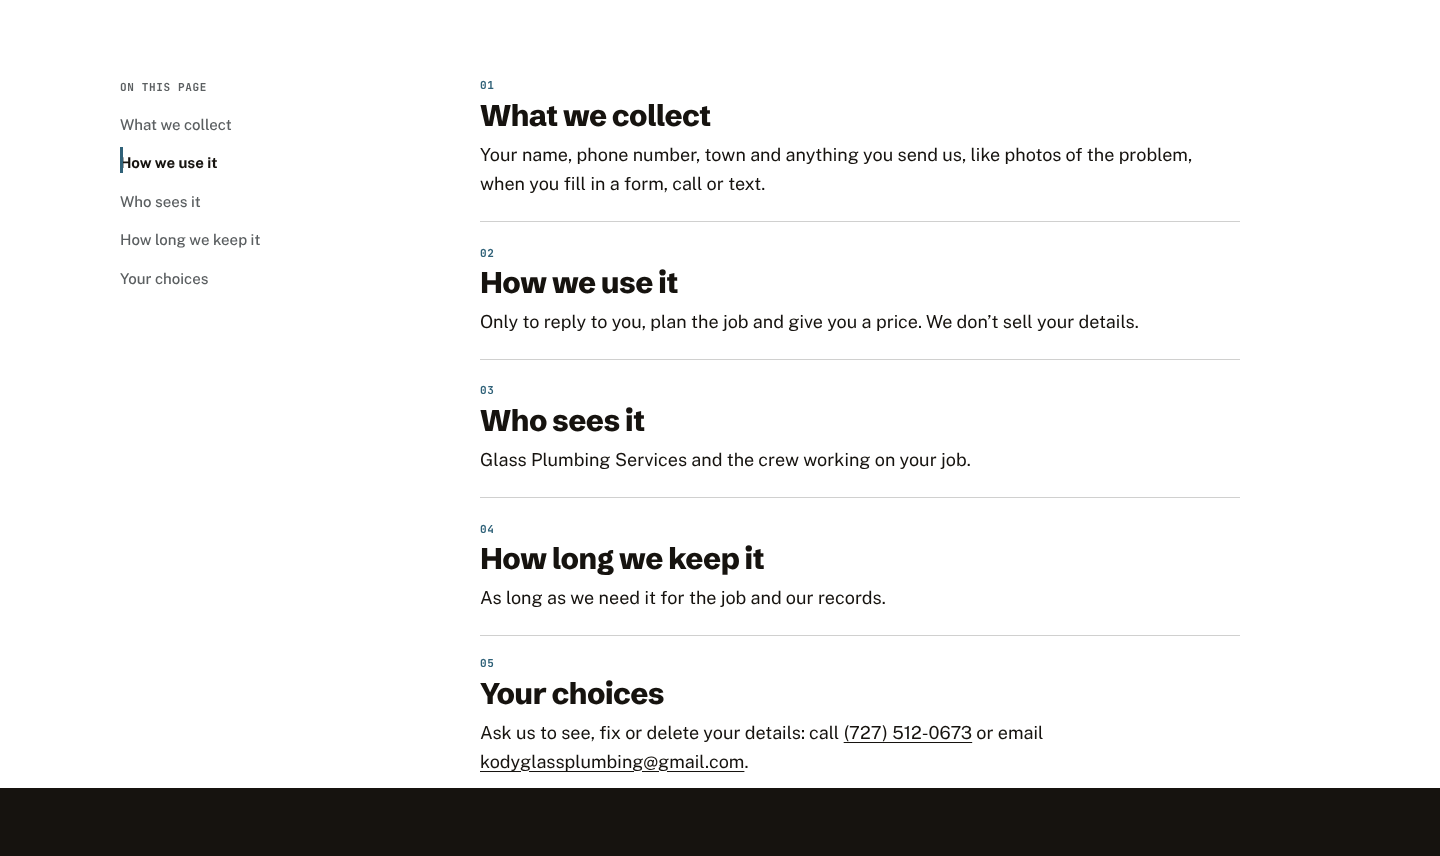 ON THIS PAGE
What we collect
How we use it
Who sees it
How long we keep it
Your choices
01
What we collect
Your name, phone number, town and anything you send us, like photos of the problem,
when you fill in a form, call or text.
02
How we use it
Only to reply to you, plan the job and give you a price. We don’t sell your details.
03
Who sees it
Glass Plumbing Services and the crew working on your job.
04
How long we keep it
As long as we need it for the job and our records.
05
Your choices
Ask us to see, fix or delete your details: call (727) 512-0673 or email
kodyglassplumbing@gmail.com.